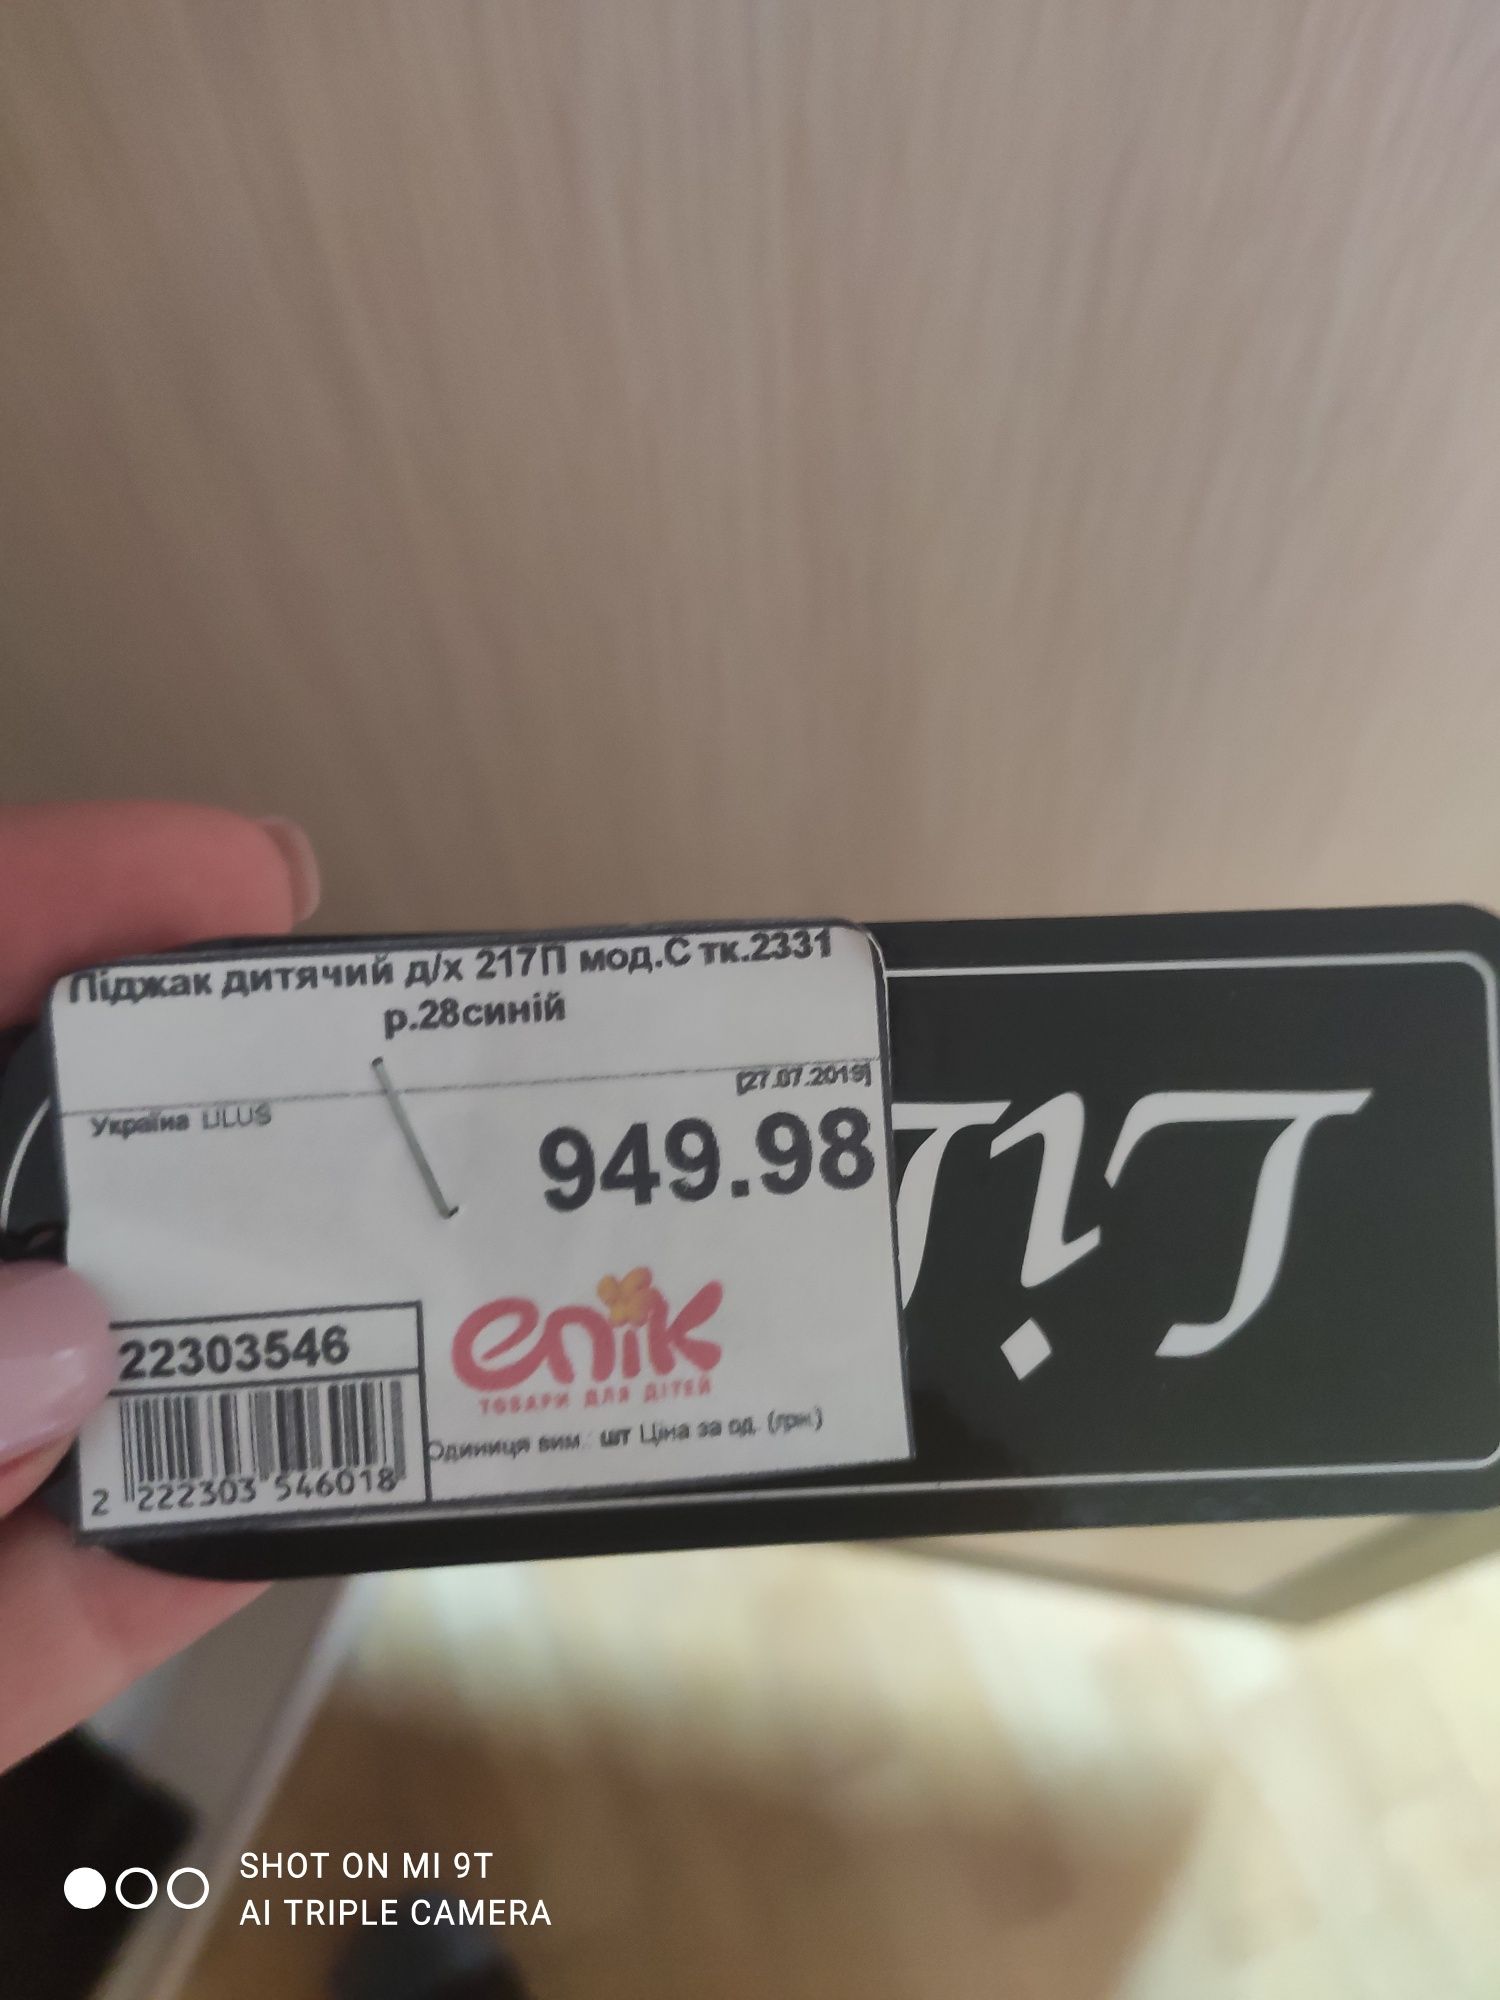 Піджак дитячий д/х 217П мод.С тк.2331
р.28синій
[27.07.2019]
Україна LILUS
949.98
22303546
enik
ТОВАРИ ДЛЯ ДІТЕЙ
Одиниця вим.: шт Ціна за од. (грн.)
2 222303 546018
SHOT ON MI 9T
AI TRIPLE CAMERA